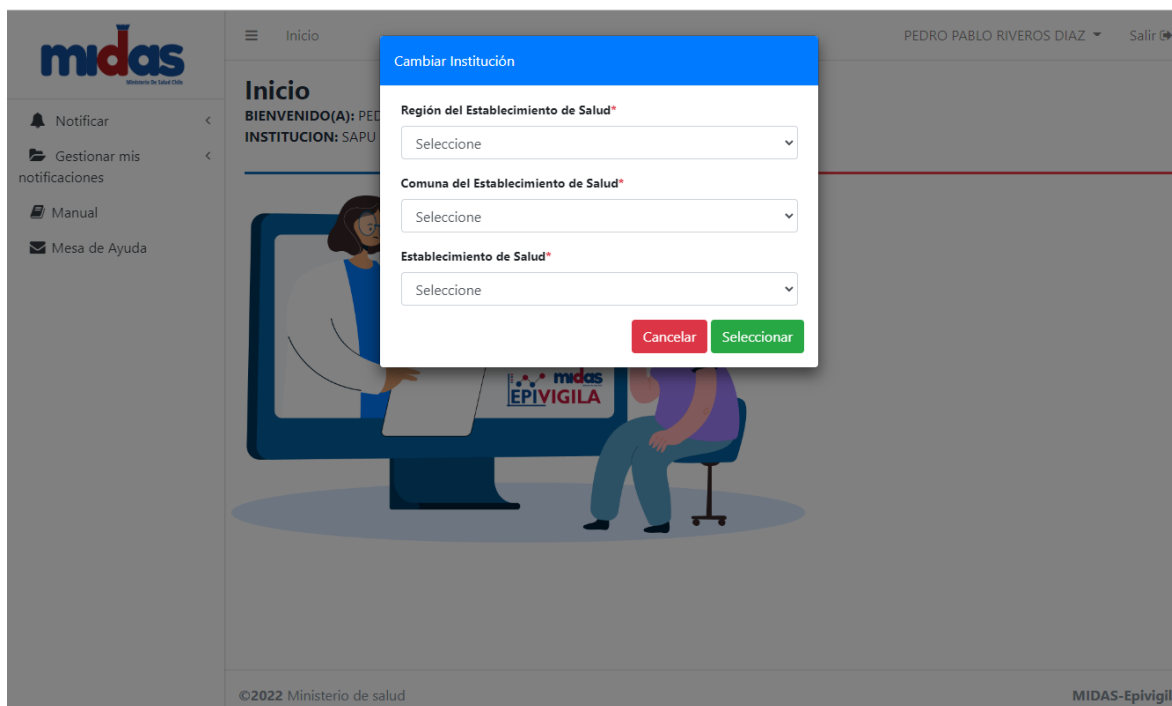 midas
Ministerio De Salud Chile
Inicio
PEDRO PABLO RIVEROS DIAZ
Salir
Notificar
Gestionar mis
notificaciones
Manual
Mesa de Ayuda
Inicio
BIENVENIDO(A): PED
INSTITUCION: SAPU
Cambiar Institución
Región del Establecimiento de Salud*
Seleccione
Comuna del Establecimiento de Salud*
Seleccione
Establecimiento de Salud*
Seleccione
Cancelar
Seleccionar
midas
EPIVIGILA
©2022 Ministerio de salud
MIDAS-Epivigil